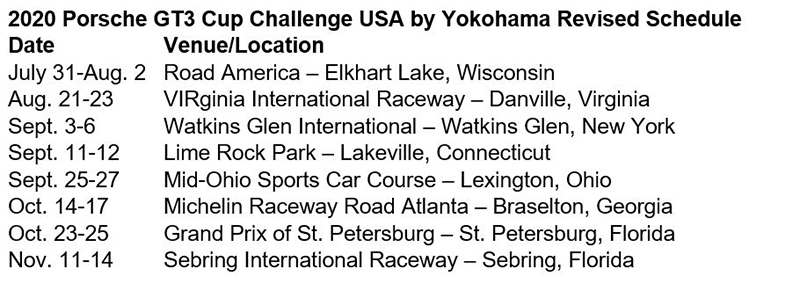 2020 Porsche GT3 Cup Challenge USA by Yokohama Revised Schedule
Date Venue/Location
July 31-Aug. 2 Road America – Elkhart Lake, Wisconsin
Aug. 21-23 VIRginia International Raceway – Danville, Virginia
Sept. 3-6 Watkins Glen International – Watkins Glen, New York
Sept. 11-12 Lime Rock Park – Lakeville, Connecticut
Sept. 25-27 Mid-Ohio Sports Car Course – Lexington, Ohio
Oct. 14-17 Michelin Raceway Road Atlanta – Braselton, Georgia
Oct. 23-25 Grand Prix of St. Petersburg – St. Petersburg, Florida
Nov. 11-14 Sebring International Raceway – Sebring, Florida